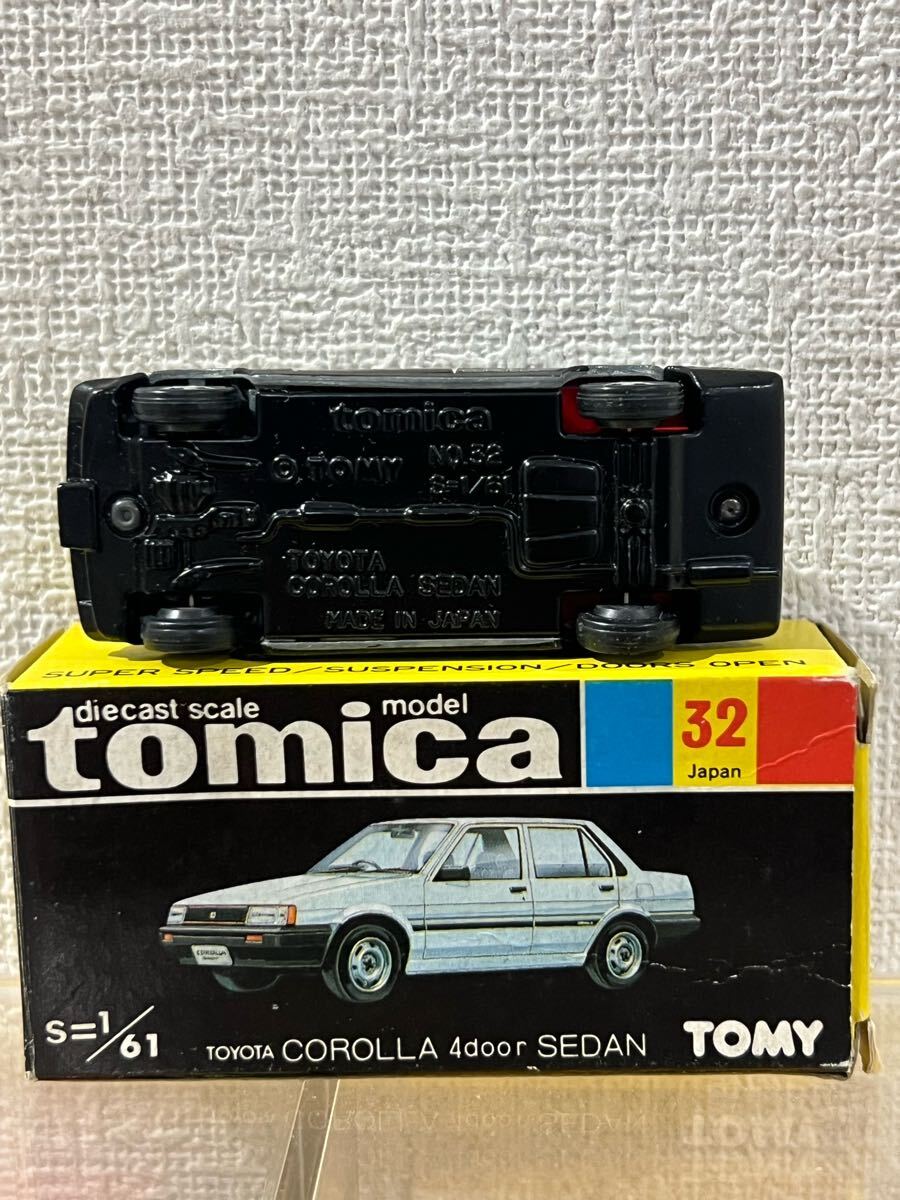 tomica
© TOMY NO.32
S=1/61
TOYOTA
COROLLA SEDAN
MADE IN JAPAN
SUPER SPEED/SUSPENSION/DOORS OPEN
diecast scale model
tomica
32
Japan
COROLLA
S=1/61
TOYOTA COROLLA 4door SEDAN
TOMY